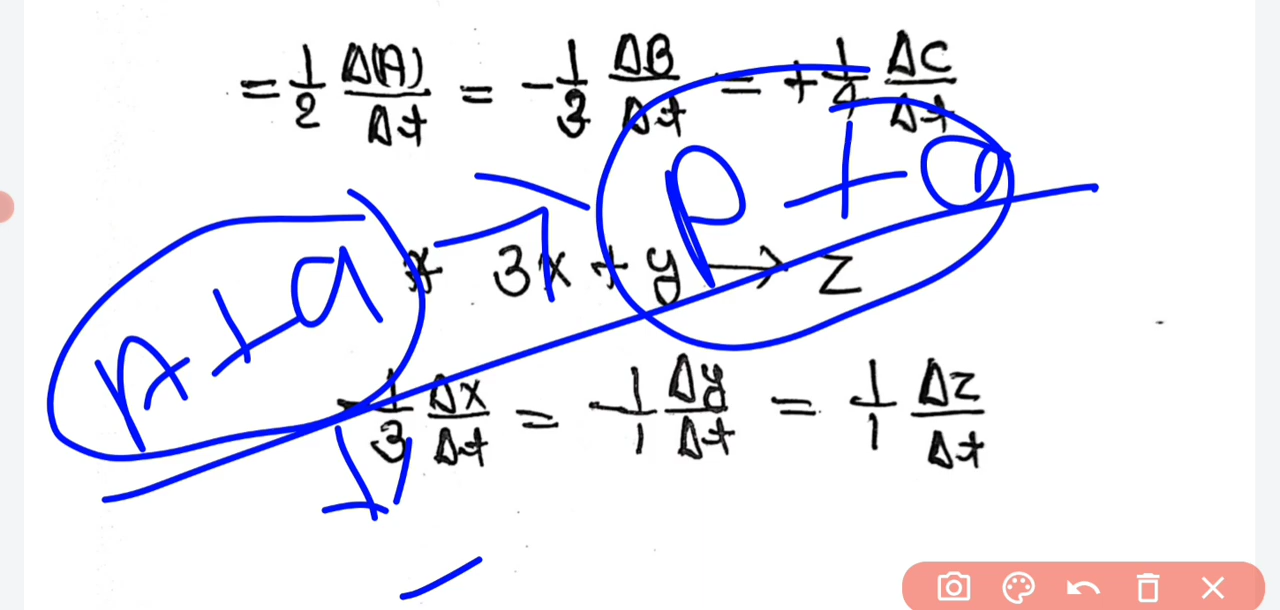 = 1/2 Δ(A)/Δt = - 1/3 ΔB/Δt = + 1/4 ΔC/Δt
P + Q
* 3x + y → z
A + Q
- 1/3 Δx/Δt = - 1/1 Δy/Δt = 1/1 Δz/Δt